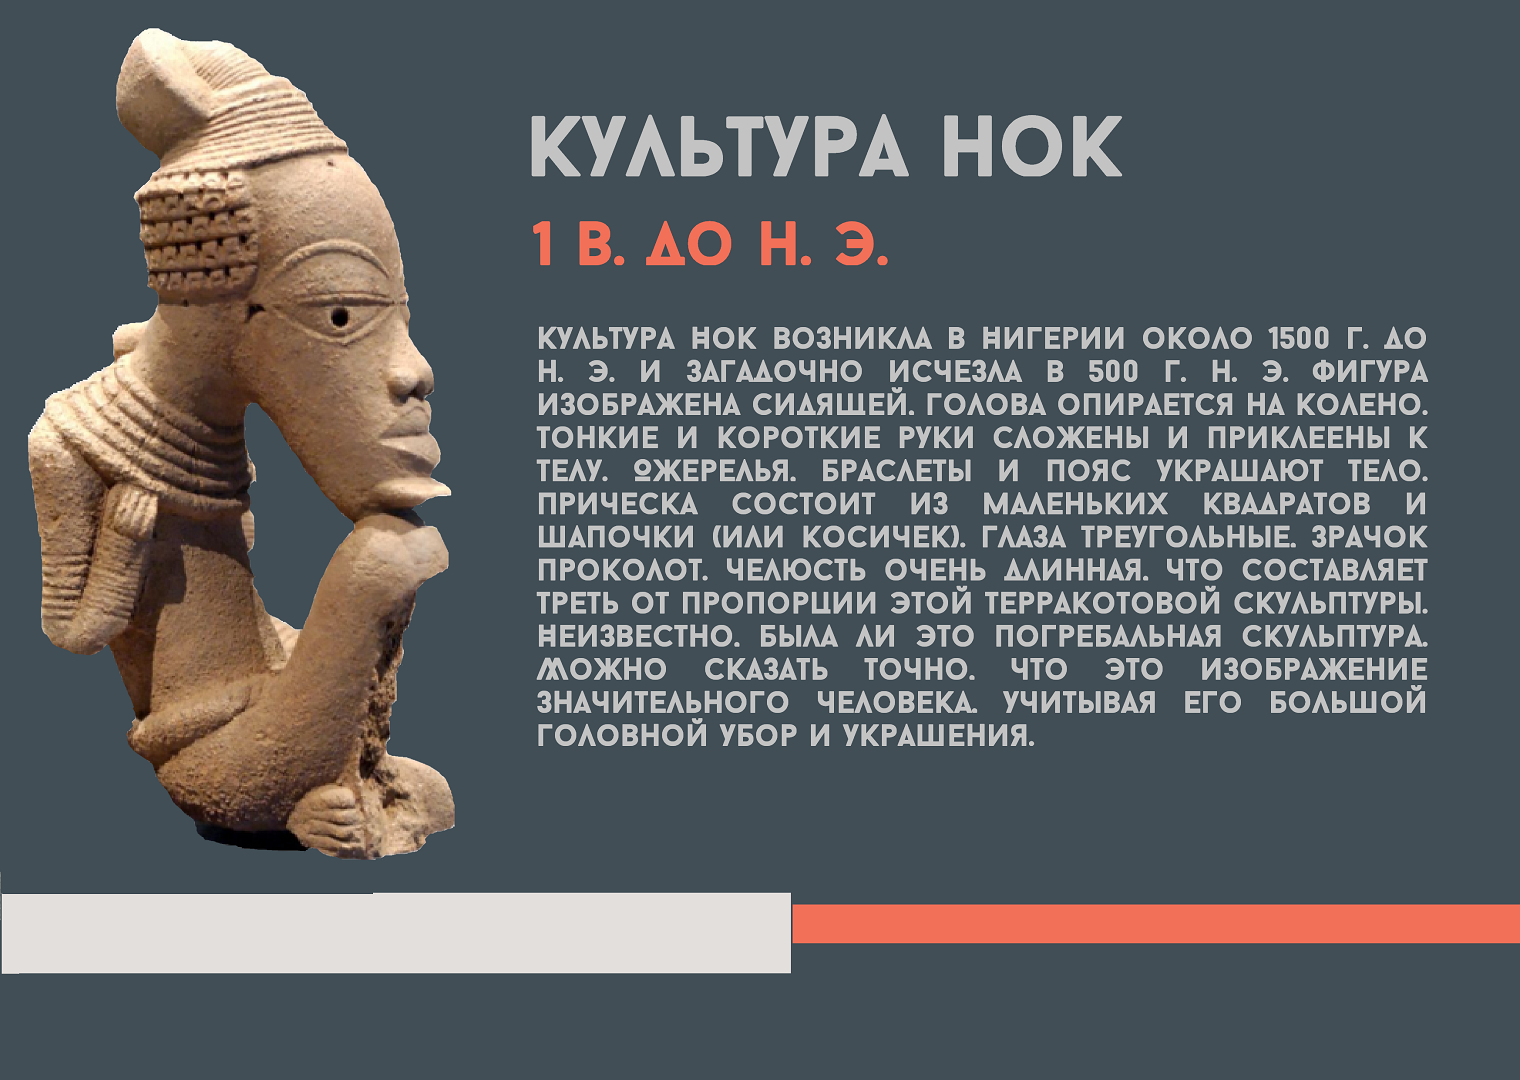 КУЛЬТУРА НОК
1 В. ДО Н. Э.
КУЛЬТУРА НОК ВОЗНИКЛА В НИГЕРИИ ОКОЛО 1500 Г. ДО
Н. Э. И ЗАГАДОЧНО ИСЧЕЗЛА В 500 Г. Н. Э. ФИГУРА
ИЗОБРАЖЕНА СИДЯЩЕЙ. ГОЛОВА ОПИРАЕТСЯ НА КОЛЕНО.
ТОНКИЕ И КОРОТКИЕ РУКИ СЛОЖЕНЫ И ПРИКЛЕЕНЫ К
ТЕЛУ. ОЖЕРЕЛЬЯ. БРАСЛЕТЫ И ПОЯС УКРАШАЮТ ТЕЛО.
ПРИЧЕСКА СОСТОИТ ИЗ МАЛЕНЬКИХ КВАДРАТОВ И
ШАПОЧКИ (ИЛИ КОСИЧЕК). ГЛАЗА ТРЕУГОЛЬНЫЕ. ЗРАЧОК
ПРОКОЛОТ. ЧЕЛЮСТЬ ОЧЕНЬ ДЛИННАЯ. ЧТО СОСТАВЛЯЕТ
ТРЕТЬ ОТ ПРОПОРЦИИ ЭТОЙ ТЕРРАКОТОВОЙ СКУЛЬПТУРЫ.
НЕИЗВЕСТНО. БЫЛА ЛИ ЭТО ПОГРЕБАЛЬНАЯ СКУЛЬПТУРА.
МОЖНО СКАЗАТЬ ТОЧНО. ЧТО ЭТО ИЗОБРАЖЕНИЕ
ЗНАЧИТЕЛЬНОГО ЧЕЛОВЕКА. УЧИТЫВАЯ ЕГО БОЛЬШОЙ
ГОЛОВНОЙ УБОР И УКРАШЕНИЯ.